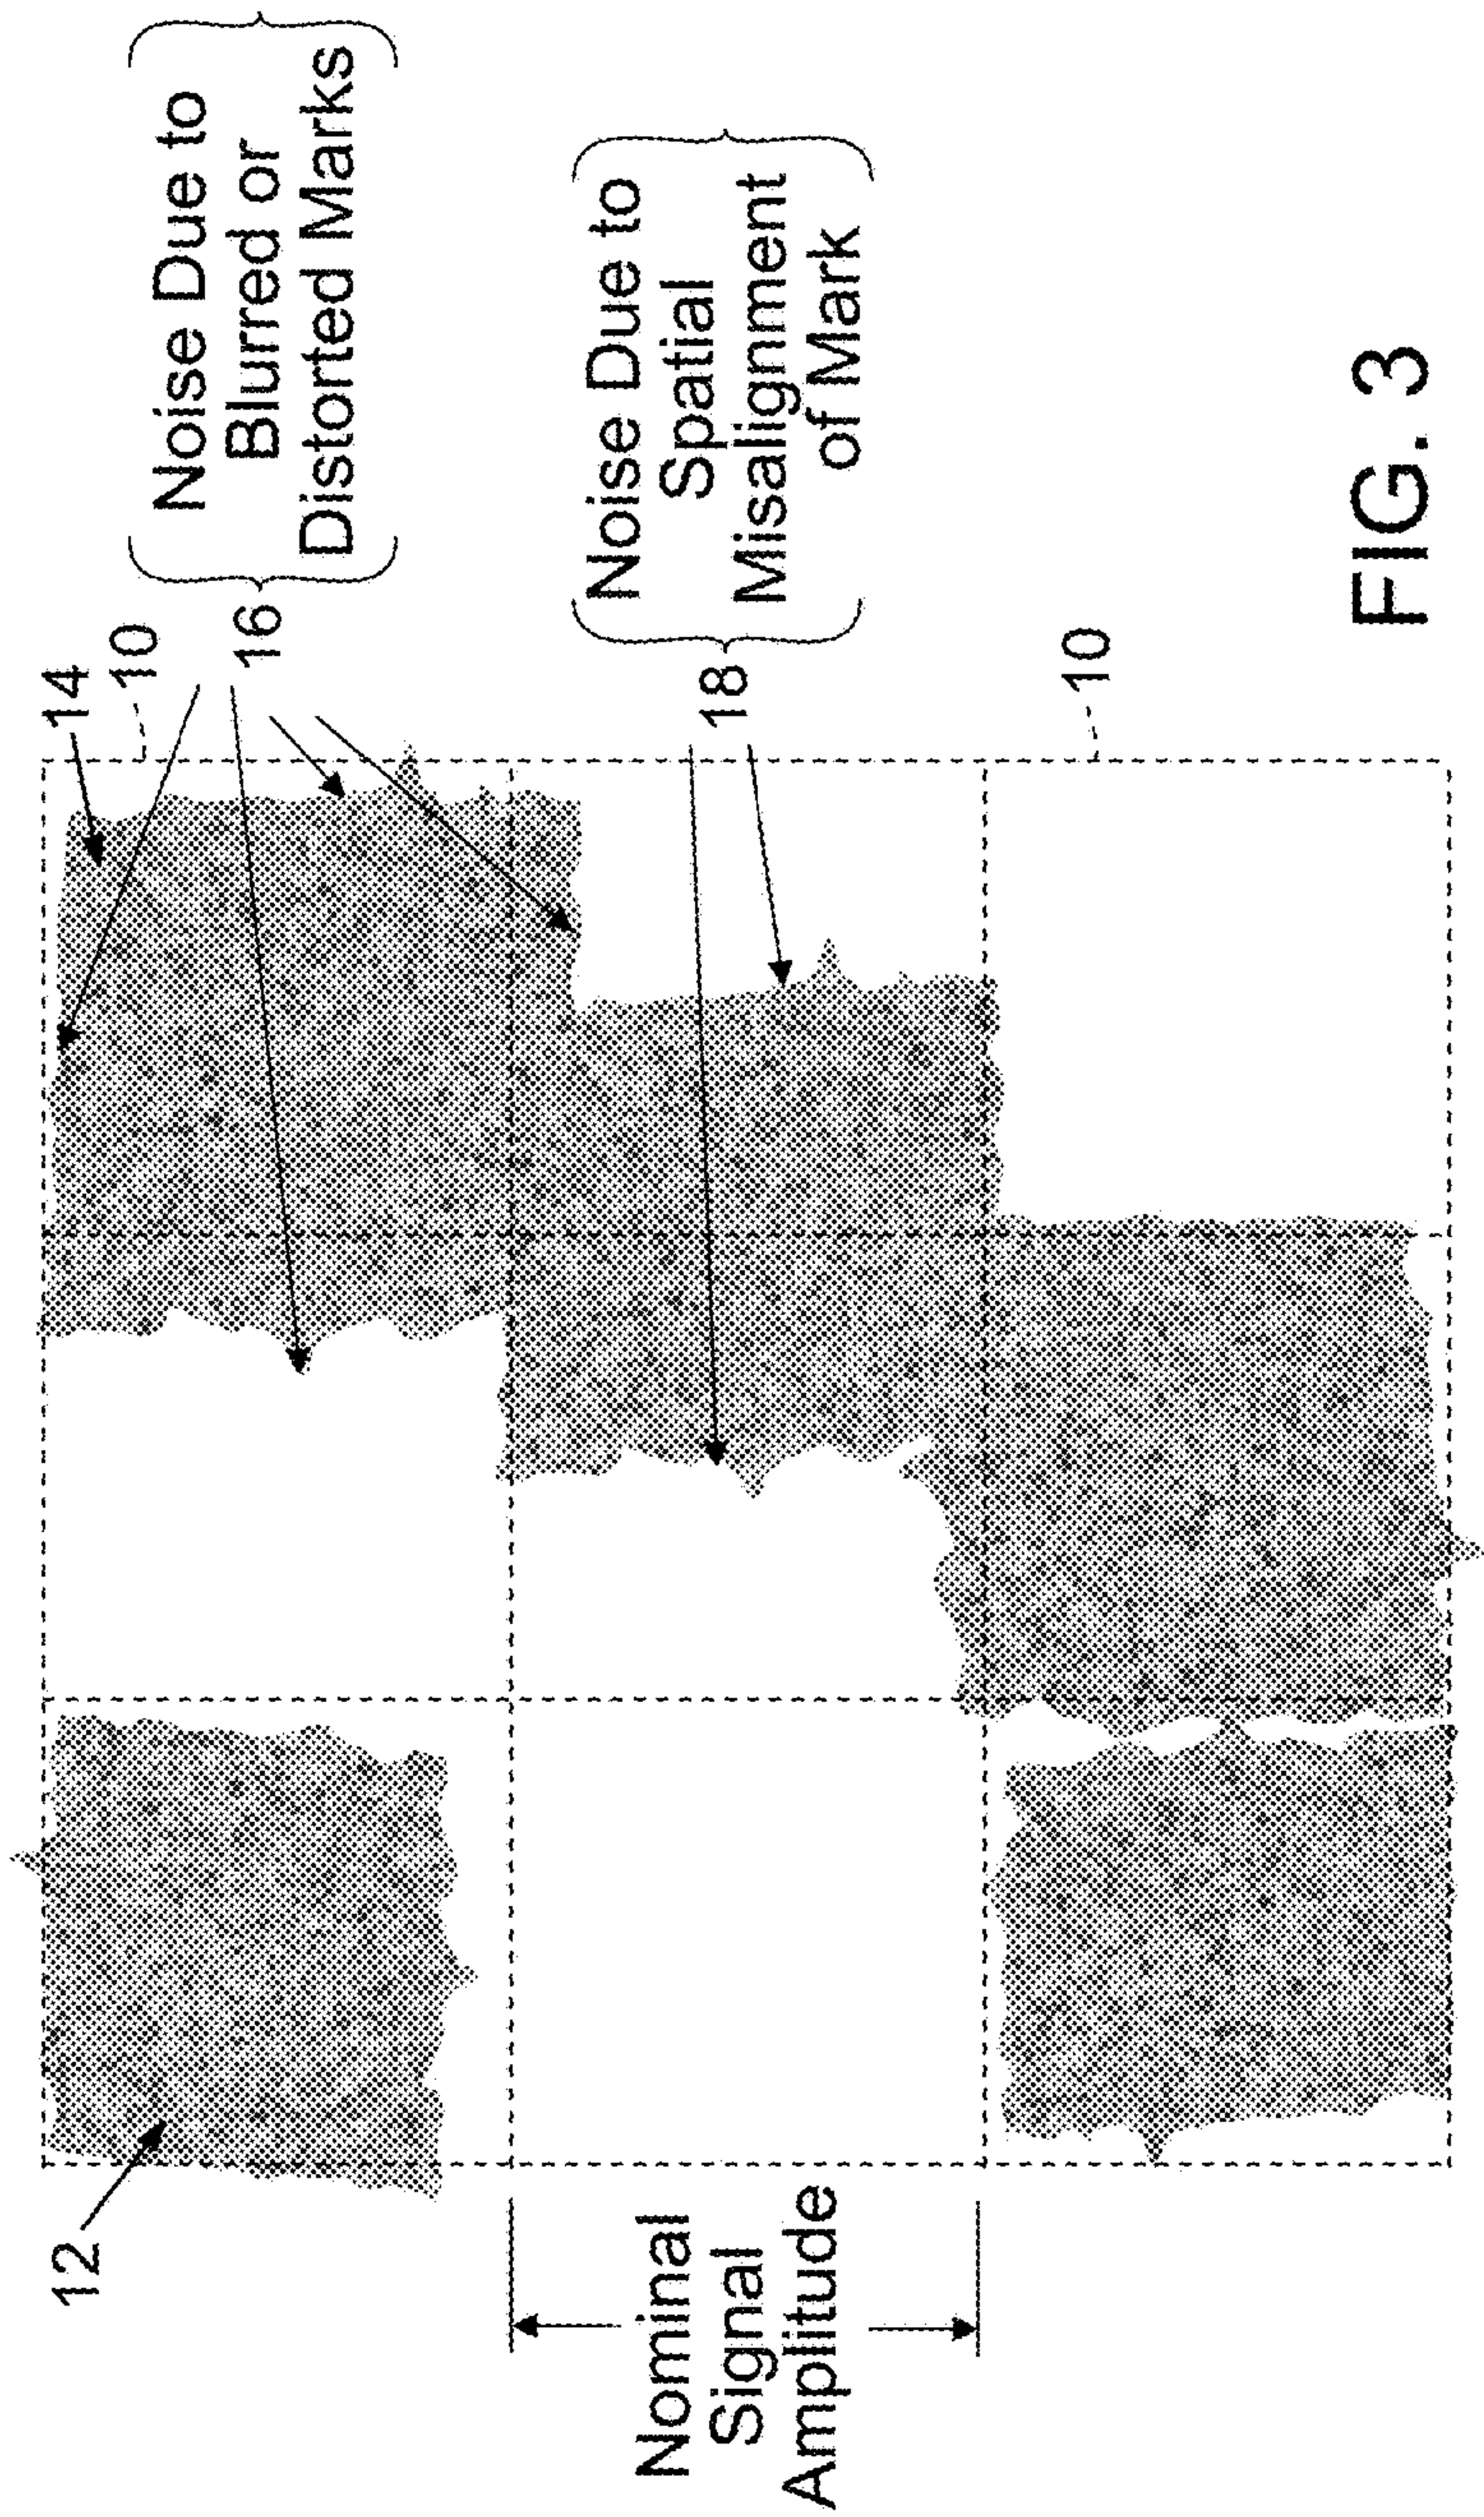 12
14
10
16
Noise Due to
Blurred or
Distorted Marks
Nominal
Signal
Amplitude
18
Noise Due to
Spatial
Misalignment
of Mark
10
FIG. 3